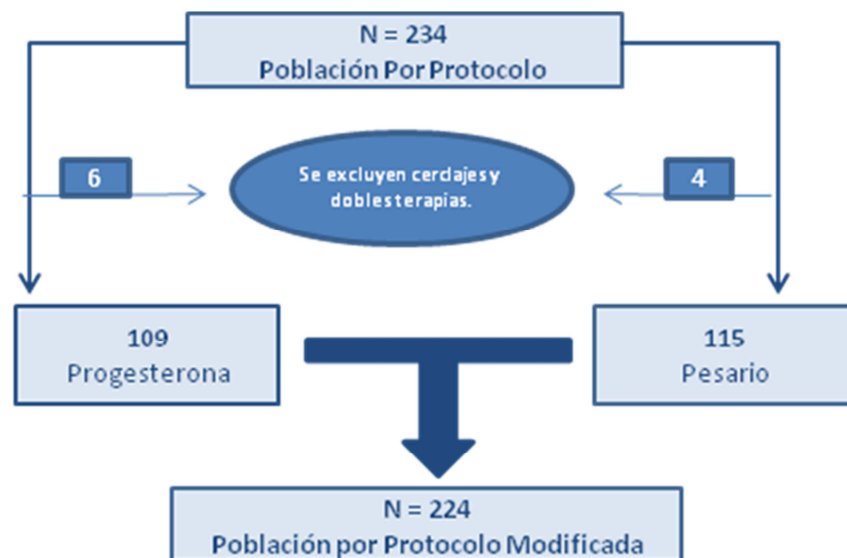 N = 234
Población Por Protocolo
6
Se excluyen cerclajes y
dobles terapias.
4
109
Progesterona
115
Pesario
N = 224
Población por Protocolo Modificada